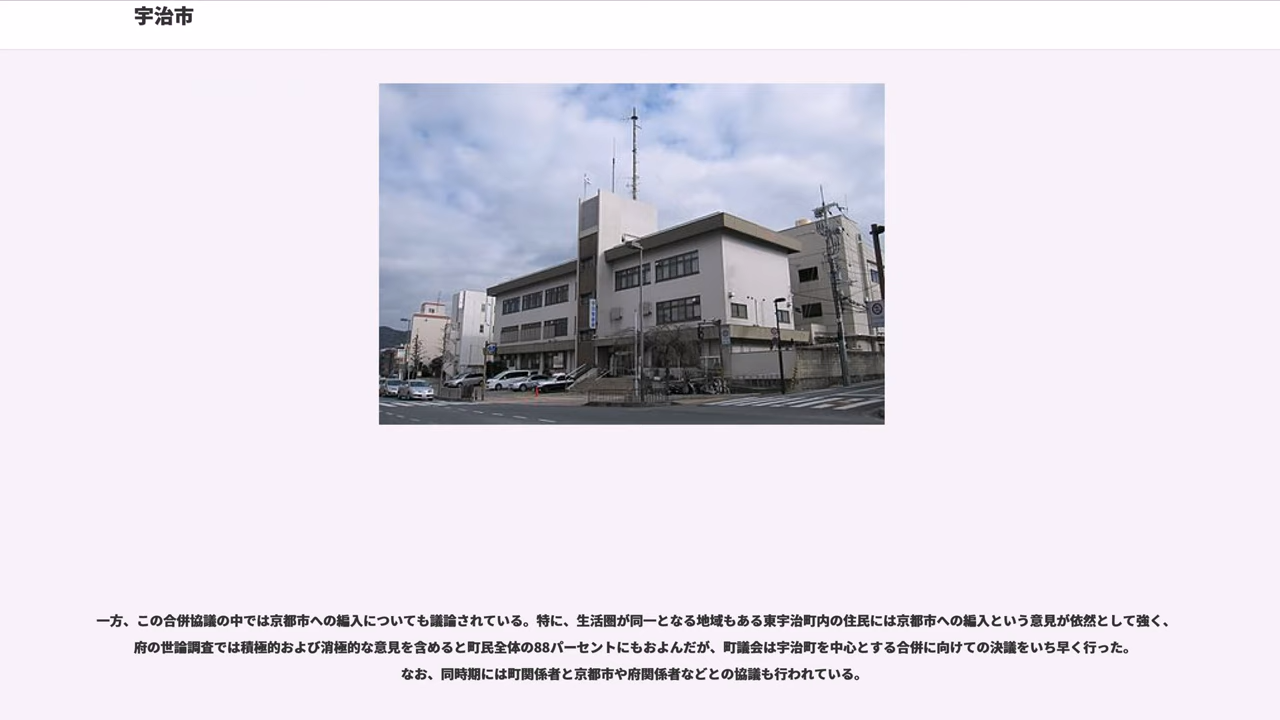 宇治市
一方、この合併協議の中では京都市への編入についても議論されている。特に、生活圏が同一となる地域もある東宇治町内の住民には京都市への編入という意見が依然として強く、
府の世論調査では積極的および消極的な意見を含めると町民全体の88パーセントにもおよんだが、町議会は宇治町を中心とする合併に向けての決議をいち早く行った。
なお、同時期には町関係者と京都市や府関係者などとの協議も行われている。